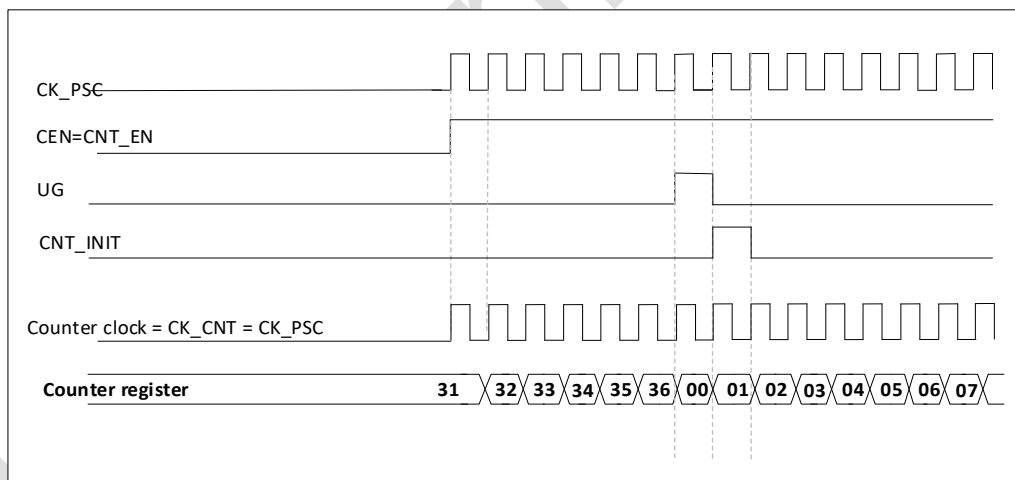 CK_PSC
CEN=CNT_EN
UG
CNT_INIT
Counter clock = CK_CNT = CK_PSC
Counter register 31 32 33 34 35 36 00 01 02 03 04 05 06 07